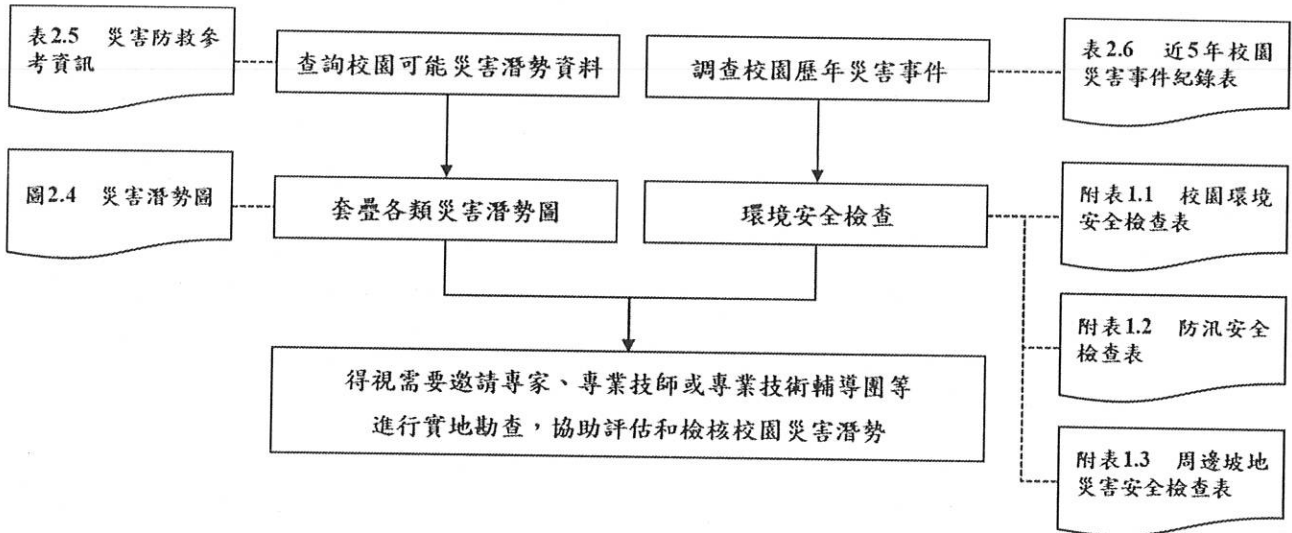 表2.5 災害防救參
考資訊
查詢校園可能災害潛勢資料
調查校園歷年災害事件
表2.6 近5年校園
災害事件紀錄表
圖2.4 災害潛勢圖
套疊各類災害潛勢圖
環境安全檢查
附表1.1 校園環境
安全檢查表
附表1.2 防汛安全
檢查表
得視需要邀請專家、專業技師或專業技術輔導團等
進行實地勘查，協助評估和檢核校園災害潛勢
附表1.3 周邊坡地
災害安全檢查表